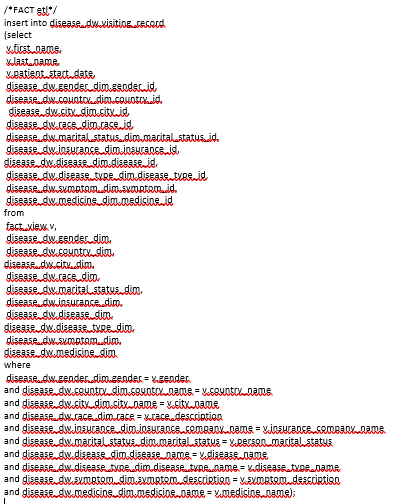 /*FACT etl*/
insert into disease_dw.visiting_record
(select
v.first_name,
v.last_name,
v.patient_start_date,
disease_dw.gender_dim.gender_id,
disease_dw.country_dim.country_id,
disease_dw.city_dim.city_id,
disease_dw.race_dim.race_id,
disease_dw.marital_status_dim.marital_status_id,
disease_dw.insurance_dim.insurance_id,
disease_dw.disease_dim.disease_id,
disease_dw.disease_type_dim.disease_type_id,
disease_dw.symptom_dim.symptom_id,
disease_dw.medicine_dim.medicine_id
from
fact_view v,
disease_dw.gender_dim,
disease_dw.country_dim,
disease_dw.city_dim,
disease_dw.race_dim,
disease_dw.marital_status_dim,
disease_dw.insurance_dim,
disease_dw.disease_dim,
disease_dw.disease_type_dim,
disease_dw.symptom_dim,
disease_dw.medicine_dim
where
disease_dw.gender_dim.gender = v.gender
and disease_dw.country_dim.country_name = v.country_name
and disease_dw.city_dim.city_name = v.city_name
and disease_dw.race_dim.race = v.race_description
and disease_dw.insurance_dim.insurance_company_name = v.insurance_company_name
and disease_dw.marital_status_dim.marital_status = v.person_marital_status
and disease_dw.disease_dim.disease_name = v.disease_name
and disease_dw.disease_type_dim.disease_type_name = v.disease_type_name
and disease_dw.symptom_dim.symptom_description = v.symptom_description
and disease_dw.medicine_dim.medicine_name = v.medicine_name);